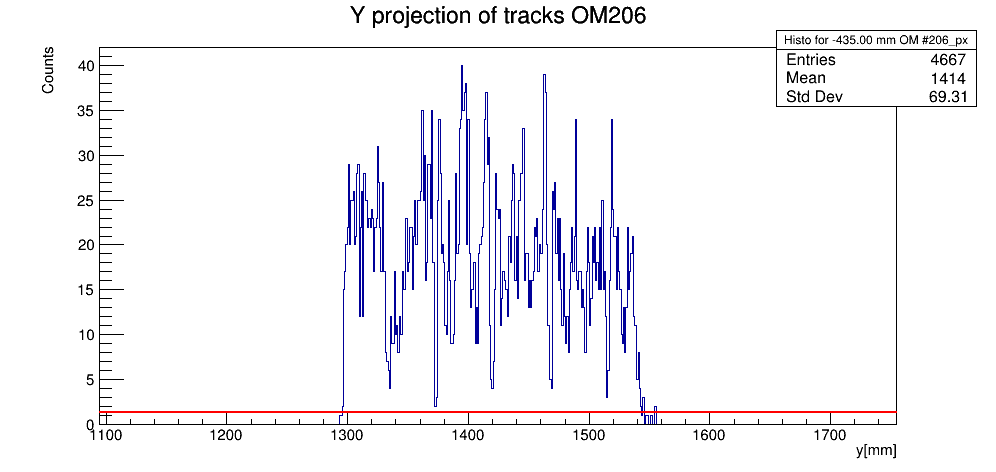 Y projection of tracks OM206
Histo for -435.00 mm OM #206_px
Entries 4667
Mean 1414
Std Dev 69.31
Counts
40
35
30
25
20
15
10
5
0
1100 1200 1300 1400 1500 1600 1700
y[mm]